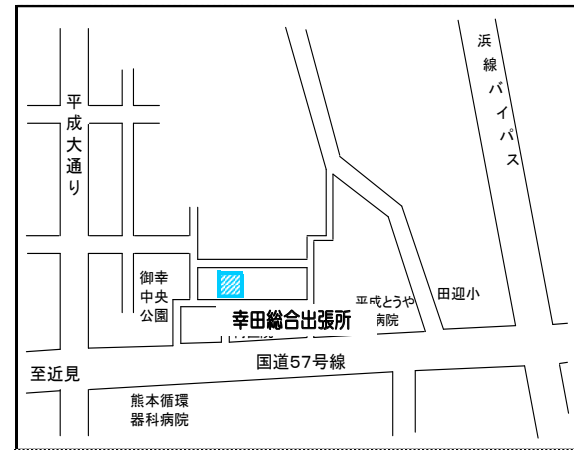 浜線バイパス
平成大通り
御幸
中央
公園
平成とうや
病院
田迎小
幸田総合出張所
国道57号線
至近見
熊本循環
器科病院